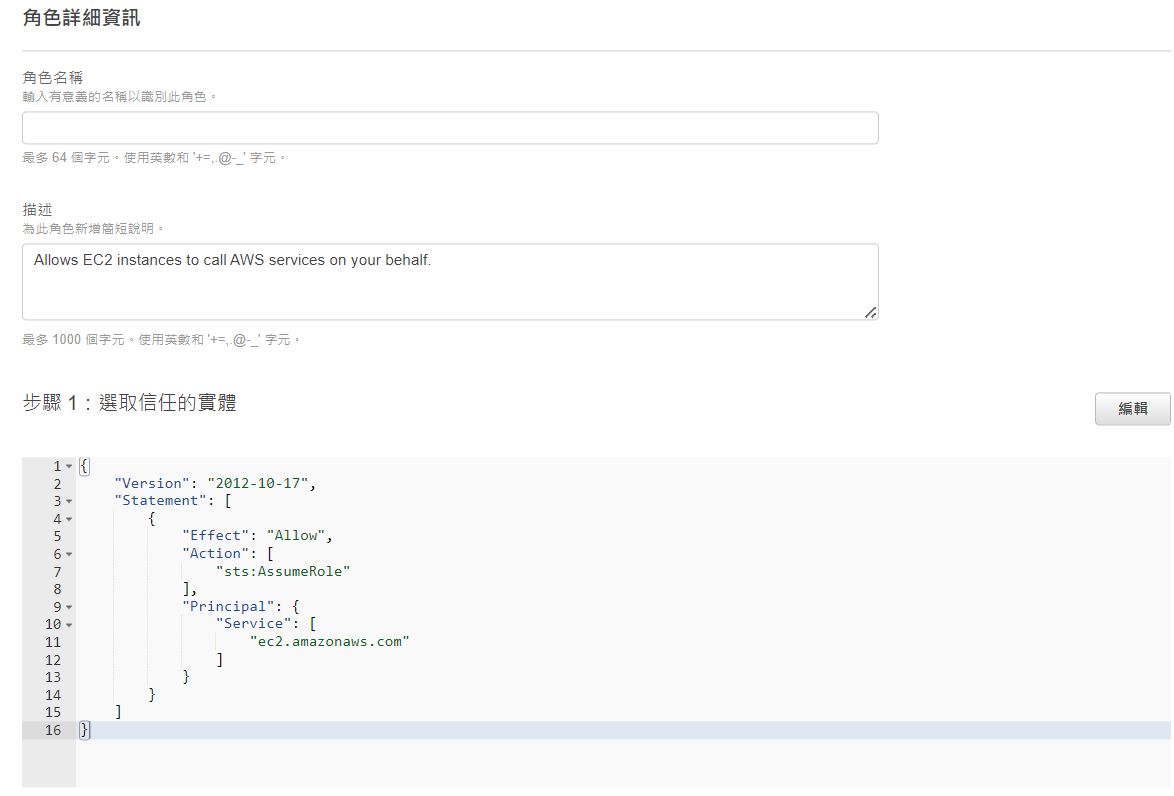 角色詳細資訊
角色名稱
輸入有意義的名稱以識別此角色。
最多 64 個字元。使用英數和 '+=,.@-_' 字元。
描述
為此角色新增簡短說明。
Allows EC2 instances to call AWS services on your behalf.
最多 1000 個字元。使用英數和 '+=,.@-_' 字元。
步驟 1：選取信任的實體
編輯
1 {
2     "Version": "2012-10-17",
3     "Statement": [
4         {
5             "Effect": "Allow",
6             "Action": [
7                 "sts:AssumeRole"
8             ],
9             "Principal": {
10                 "Service": [
11                     "ec2.amazonaws.com"
12                 ]
13             }
14         }
15     ]
16 }